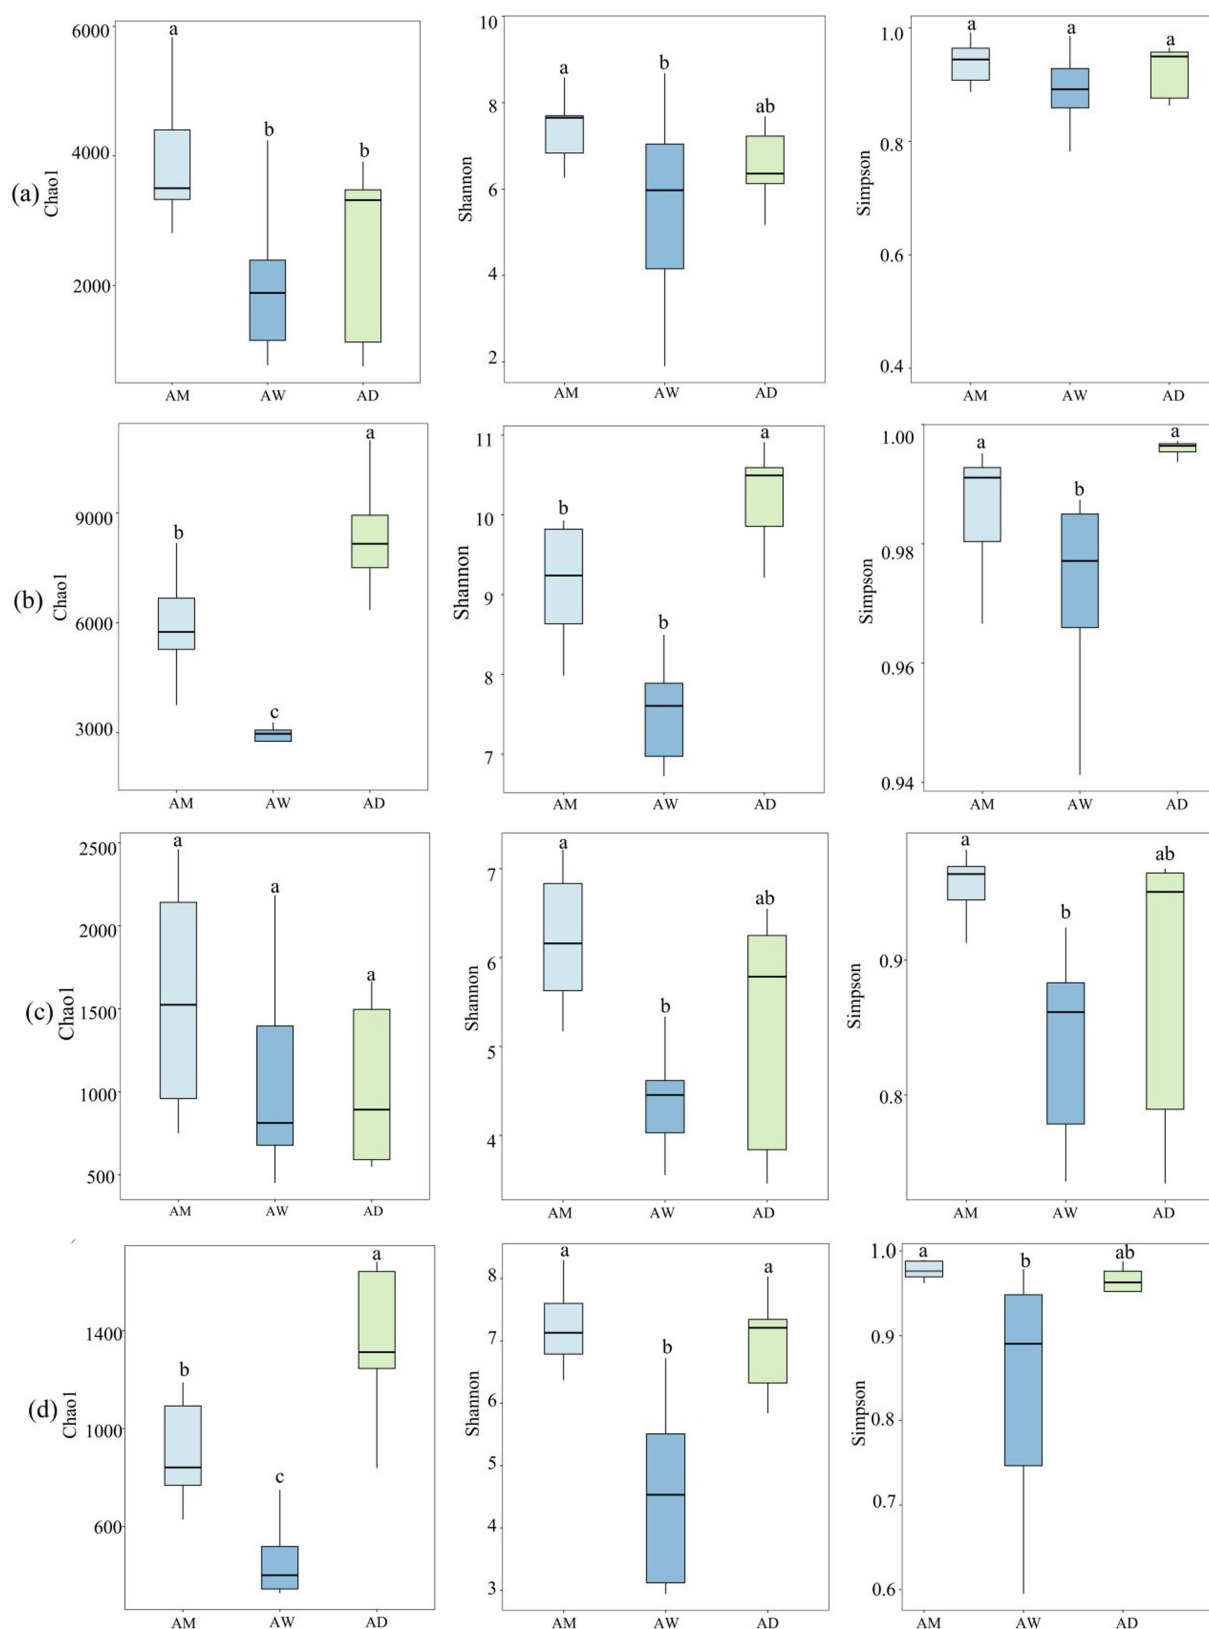 (a)
Chao1
6000
4000
2000
a
b
b
AM
AW
AD
Shannon
10
8
6
4
2
a
b
ab
AM
AW
AD
Simpson
1.0
0.8
0.6
0.4
a
a
a
AM
AW
AD
(b)
Chao1
9000
6000
3000
b
c
a
AM
AW
AD
Shannon
11
10
9
8
7
b
b
a
AM
AW
AD
Simpson
1.00
0.98
0.96
0.94
a
b
a
AM
AW
AD
(c)
Chao1
2500
2000
1500
1000
500
a
a
a
AM
AW
AD
Shannon
7
6
5
4
a
b
ab
AM
AW
AD
Simpson
0.9
0.8
a
b
ab
AM
AW
AD
(d)
Chao1
1400
1000
600
b
c
a
AM
AW
AD
Shannon
8
7
6
5
4
3
a
b
a
AM
AW
AD
Simpson
1.0
0.9
0.8
0.7
0.6
a
b
ab
AM
AW
AD